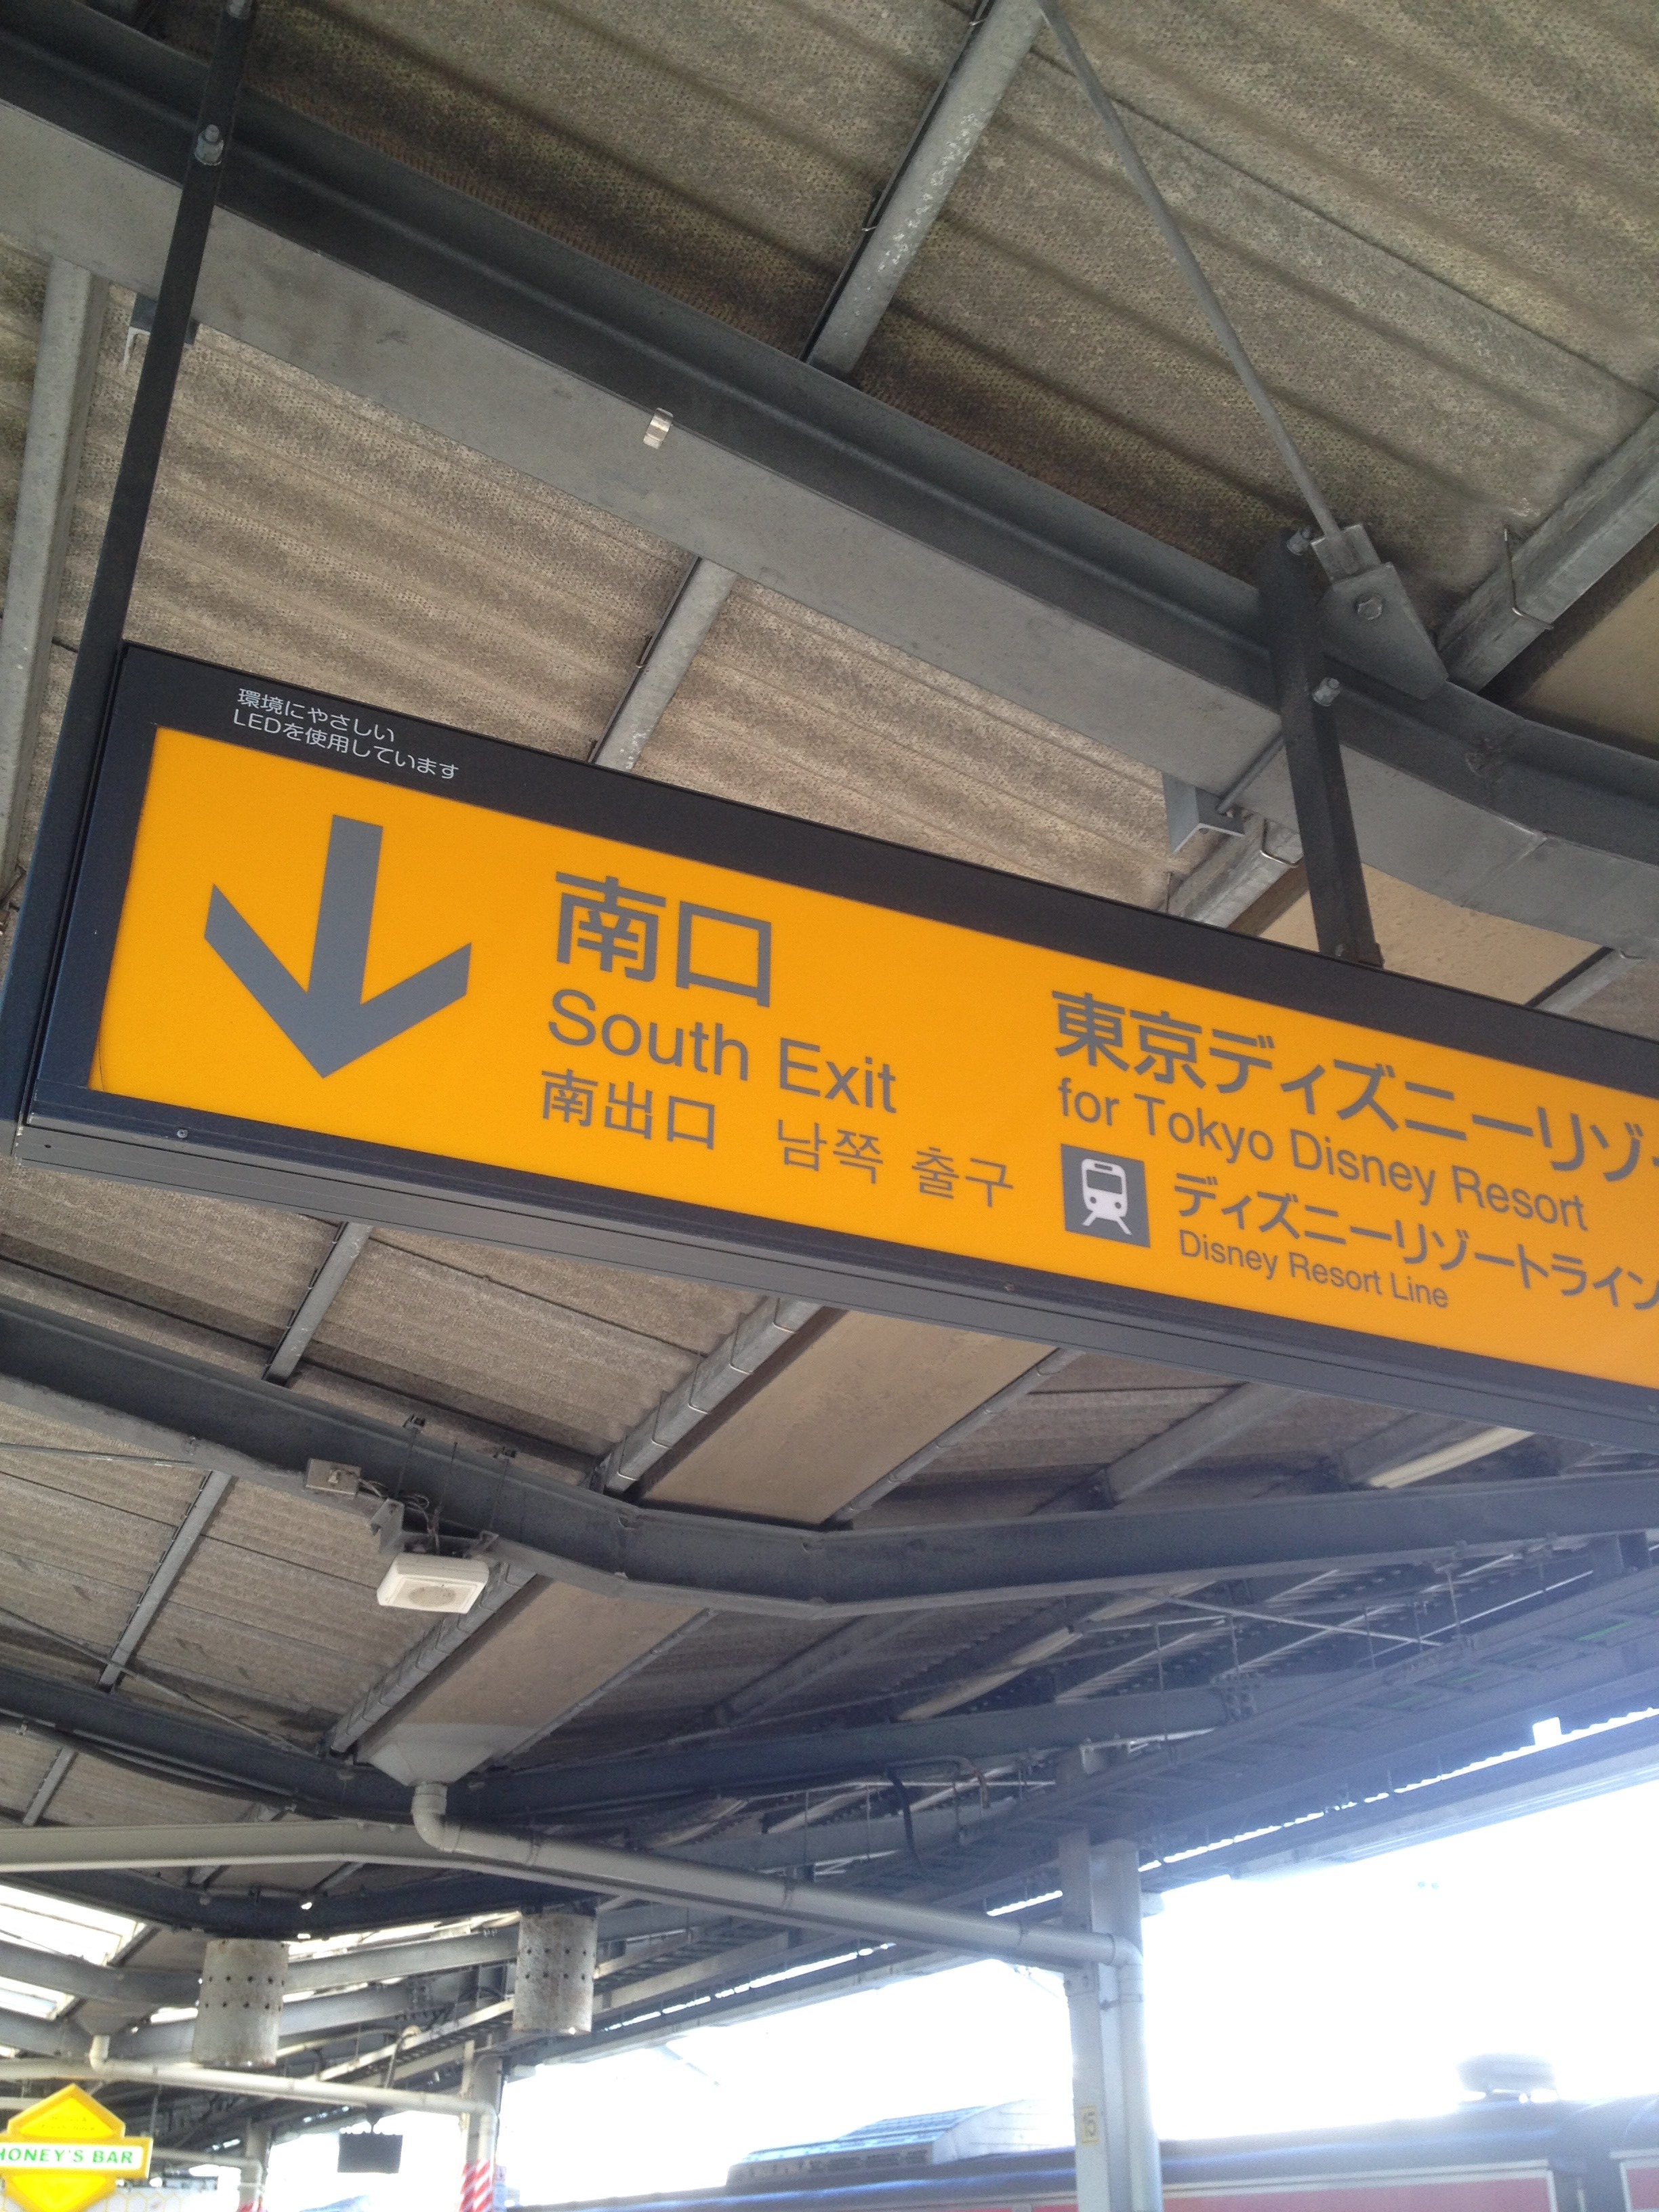 環境にやさしい
LEDを使用しています
南口
South Exit
南出口 남쪽 출구
東京ディズニーリゾ
for Tokyo Disney Resort
ディズニーリゾートライン
Disney Resort Line
HONEY'S BAR
15